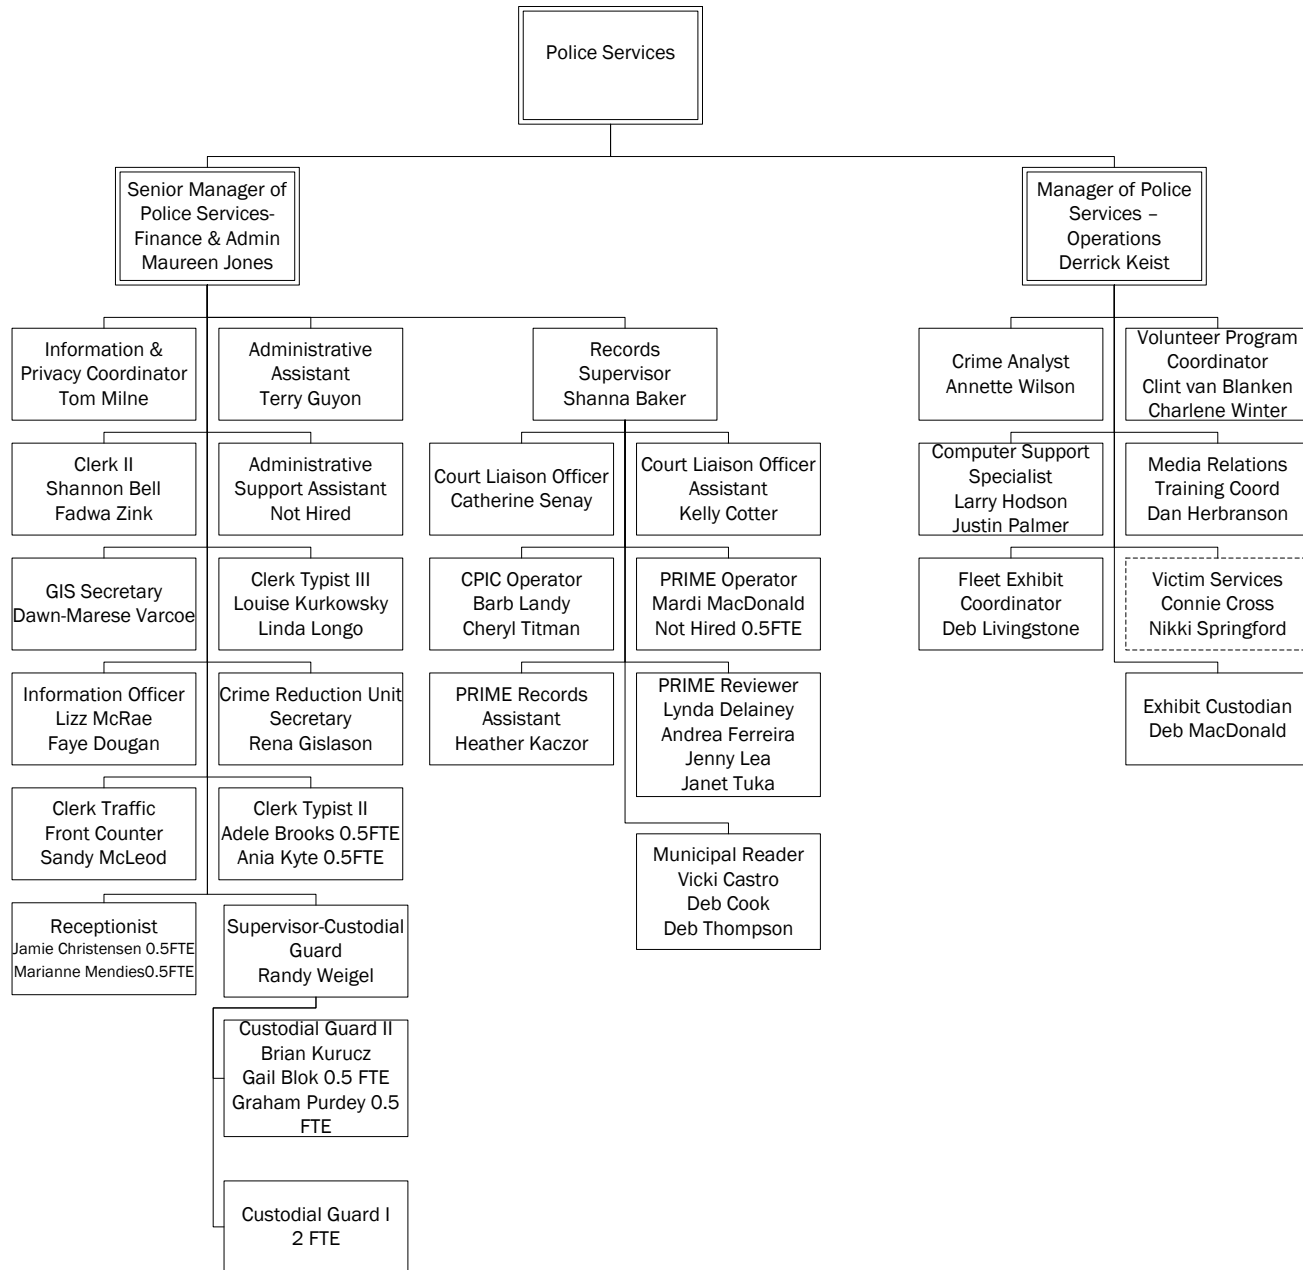 Police Services
Senior Manager of
Police Services-
Finance & Admin
Maureen Jones
Manager of Police
Services –
Operations
Derrick Keist
Information &
Privacy Coordinator
Tom Milne
Administrative
Assistant
Terry Guyon
Records
Supervisor
Shanna Baker
Crime Analyst
Annette Wilson
Volunteer Program
Coordinator
Clint van Blanken
Charlene Winter
Clerk II
Shannon Bell
Fadwa Zink
Administrative
Support Assistant
Not Hired
Court Liaison Officer
Catherine Senay
Court Liaison Officer
Assistant
Kelly Cotter
Computer Support
Specialist
Larry Hodson
Justin Palmer
Media Relations
Training Coord
Dan Herbranson
GIS Secretary
Dawn-Marese Varcoe
Clerk Typist III
Louise Kurkowsky
Linda Longo
CPIC Operator
Barb Landy
Cheryl Titman
PRIME Operator
Mardi MacDonald
Not Hired 0.5FTE
Fleet Exhibit
Coordinator
Deb Livingstone
Victim Services
Connie Cross
Nikki Springford
Information Officer
Lizz McRae
Faye Dougan
Crime Reduction Unit
Secretary
Rena Gislason
PRIME Records
Assistant
Heather Kaczor
PRIME Reviewer
Lynda Delainey
Andrea Ferreira
Jenny Lea
Janet Tuka
Exhibit Custodian
Deb MacDonald
Clerk Traffic
Front Counter
Sandy McLeod
Clerk Typist II
Adele Brooks 0.5FTE
Ania Kyte 0.5FTE
Municipal Reader
Vicki Castro
Deb Cook
Deb Thompson
Receptionist
Jamie Christensen 0.5FTE
Marianne Mendies0.5FTE
Supervisor-Custodial
Guard
Randy Weigel
Custodial Guard II
Brian Kurucz
Gail Blok 0.5 FTE
Graham Purdey 0.5
FTE
Custodial Guard I
2 FTE